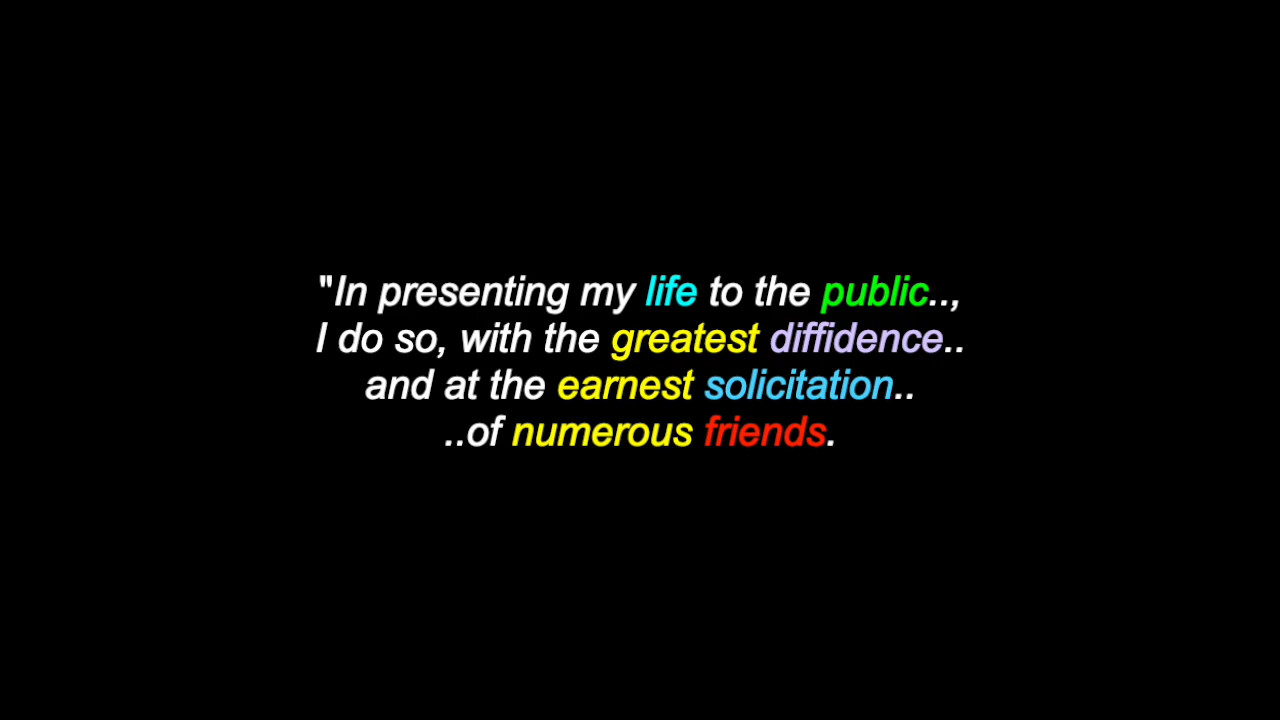 "In presenting my life to the public..,
I do so, with the greatest diffidence..
and at the earnest solicitation..
..of numerous friends.